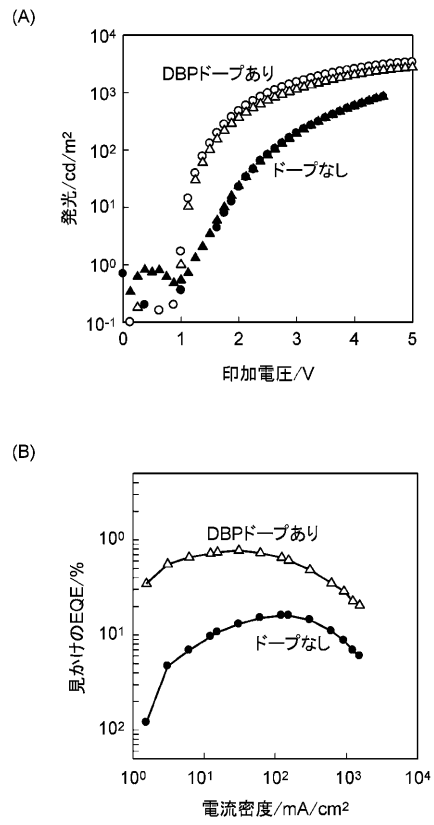 (A)
10⁴
10³
10²
10¹
10⁰
10⁻¹
発光/cd/m²
DBPドープあり
ドープなし
0 1 2 3 4 5
印加電圧/V
(B)
10⁰
10¹
10²
見かけのEQE/%
DBPドープあり
ドープなし
10⁰ 10¹ 10² 10³ 10⁴
電流密度/mA/cm²